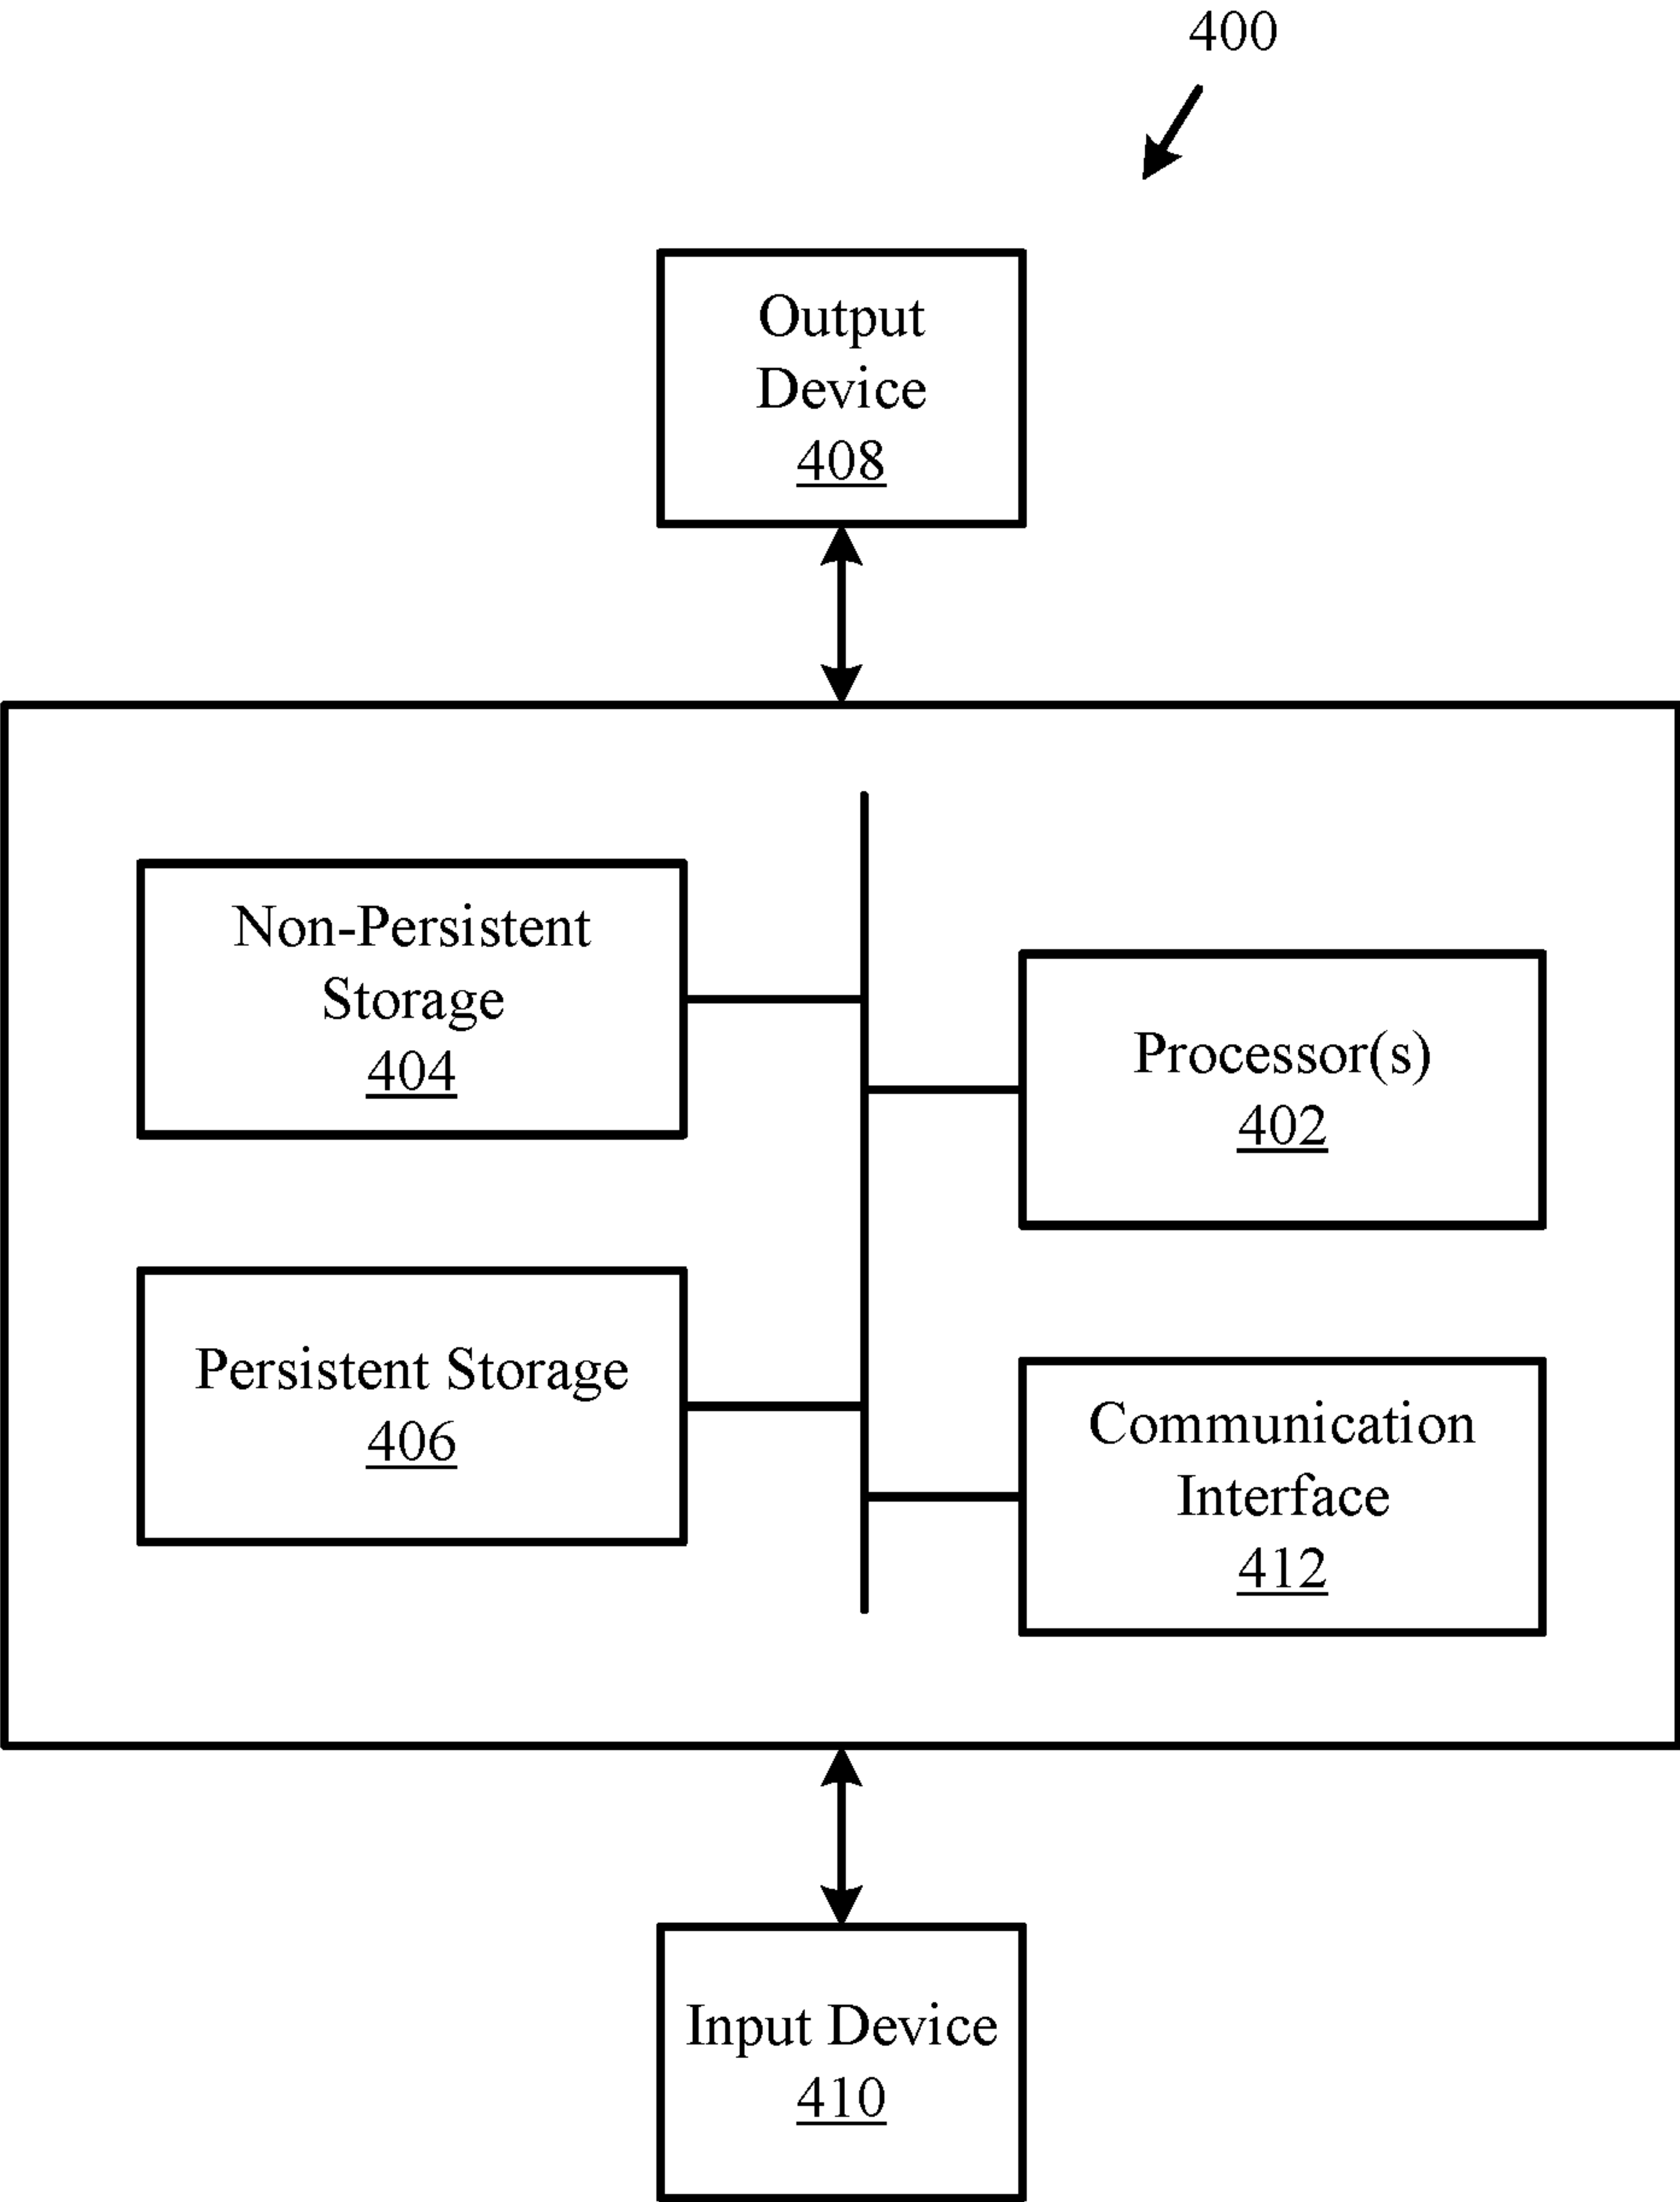 400
Output
Device
408
Non-Persistent
Storage
404
Processor(s)
402
Persistent Storage
406
Communication
Interface
412
Input Device
410